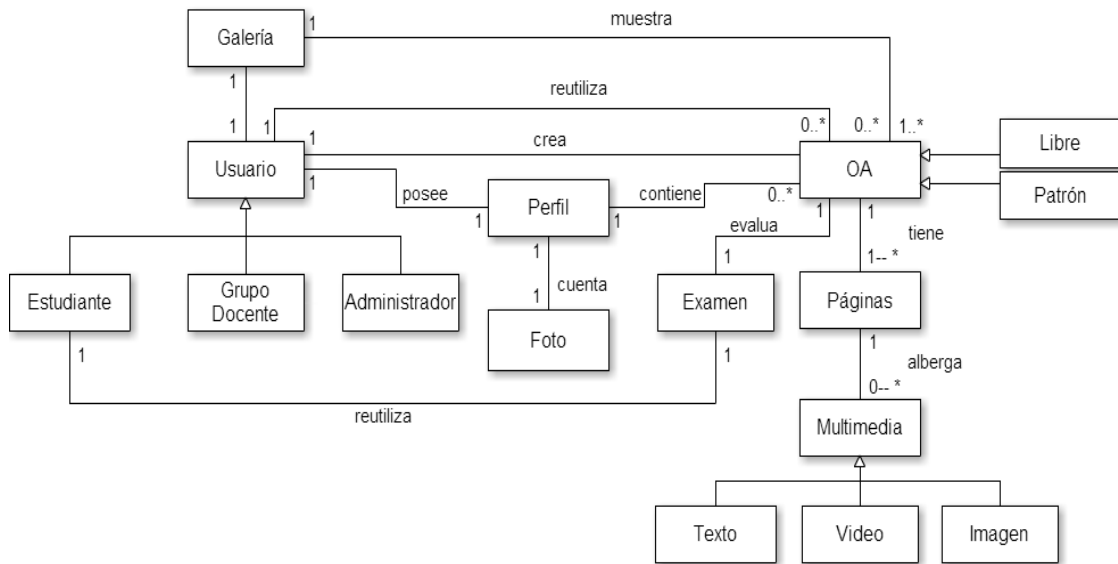 1
muestra
Galería
1
reutiliza
1
1
1
0..*
0..*
1..*
1
crea
Usuario
OA
Libre
Patrón
1
posee
1
Perfil
contiene
1
0..*
1
1
evalua
tiene
1
1
1-- *
Estudiante
Grupo
Docente
Administrador
cuenta
1
Foto
Examen
Páginas
1
1
1
alberga
0-- *
reutiliza
Multimedia
Texto
Video
Imagen